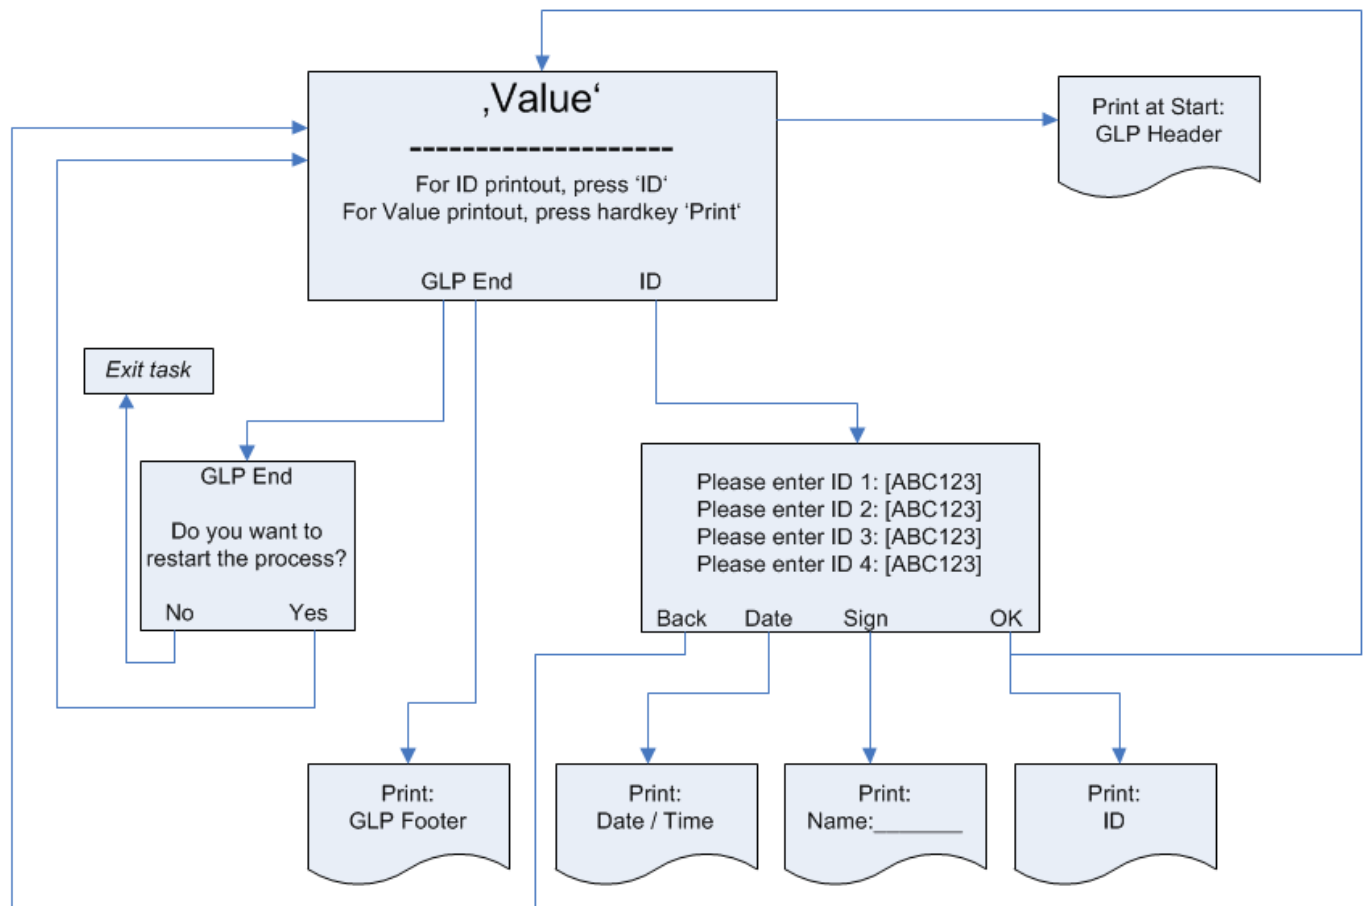 ‚Value‘
--------------------
For ID printout, press ‘ID‘
For Value printout, press hardkey ‘Print‘
GLP End ID
Print at Start:
GLP Header
Exit task
GLP End
Do you want to
restart the process?
No Yes
Please enter ID 1: [ABC123]
Please enter ID 2: [ABC123]
Please enter ID 3: [ABC123]
Please enter ID 4: [ABC123]
Back Date Sign OK
Print:
GLP Footer
Print:
Date / Time
Print:
Name:_______
Print:
ID